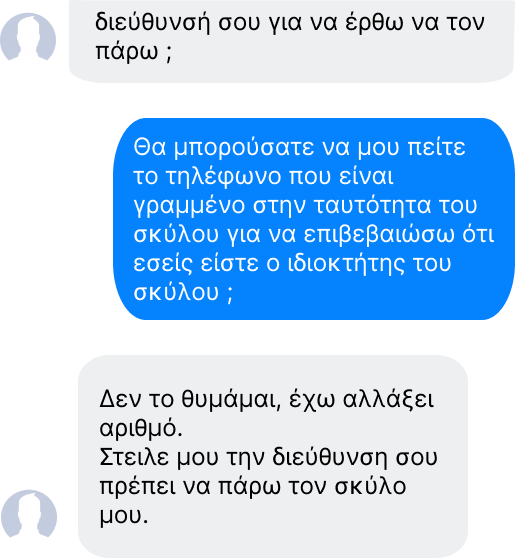 διεύθυνσή σου για να έρθω να τον
πάρω ;
Θα μπορούσατε να μου πείτε
το τηλέφωνο που είναι
γραμμένο στην ταυτότητα του
σκύλου για να επιβεβαιώσω ότι
εσείς είστε ο ιδιοκτήτης του
σκύλου ;
Δεν το θυμάμαι, έχω αλλάξει
αριθμό.
Στειλε μου την διεύθυνση σου
πρέπει να πάρω τον σκύλο
μου.